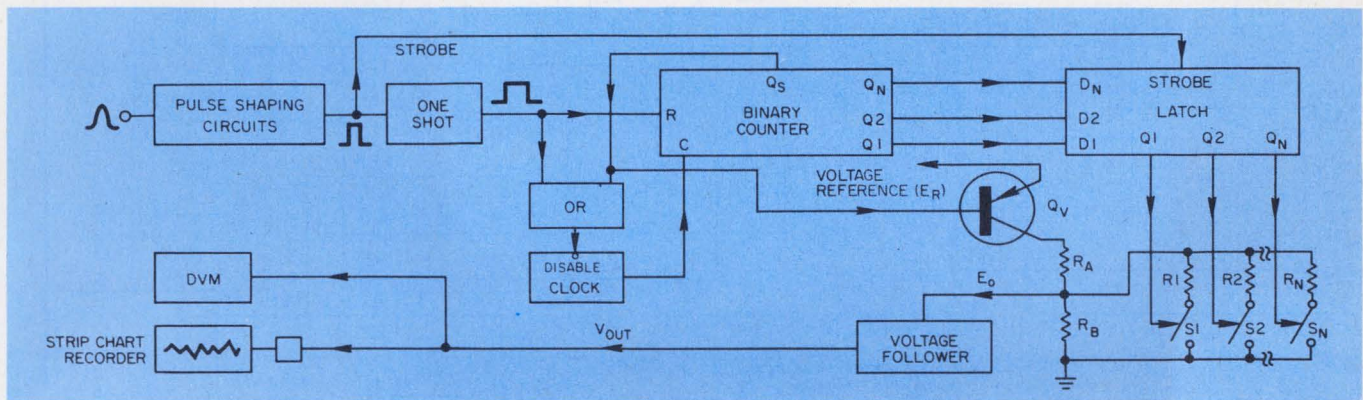 STROBE
PULSE SHAPING
CIRCUITS
ONE
SHOT
R
C
Q_S
BINARY
COUNTER
Q_N
Q2
Q1
D_N
D2
D1
STROBE
LATCH
Q1
Q2
Q_N
VOLTAGE
REFERENCE (E_R)
Q_V
OR
DISABLE
CLOCK
R_A
R_B
E_o
R1
R2
R_N
S1
S2
S_N
DVM
STRIP CHART
RECORDER
V_OUT
VOLTAGE
FOLLOWER